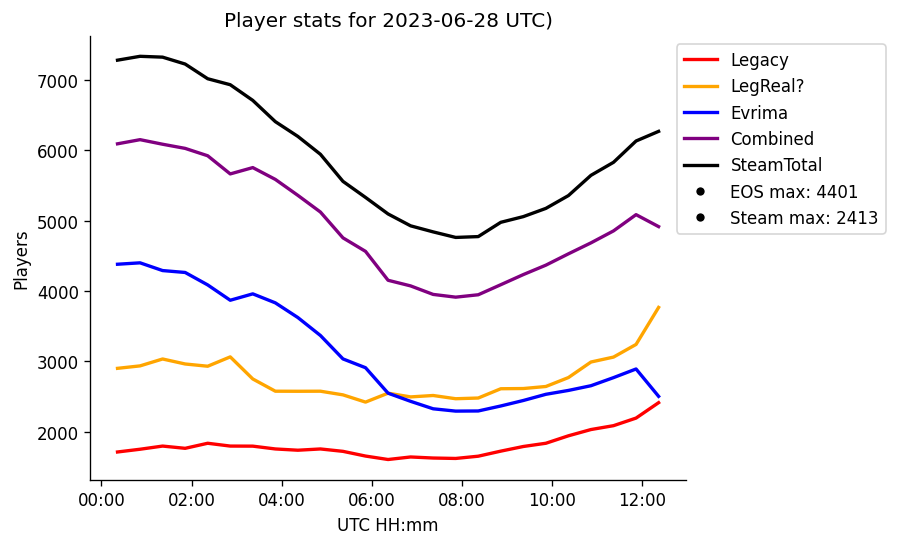 Player stats for 2023-06-28 UTC)
Legacy
LegReal?
Evrima
Combined
SteamTotal
EOS max: 4401
Steam max: 2413
Players
7000
6000
5000
4000
3000
2000
00:00 02:00 04:00 06:00 08:00 10:00 12:00
UTC HH:mm